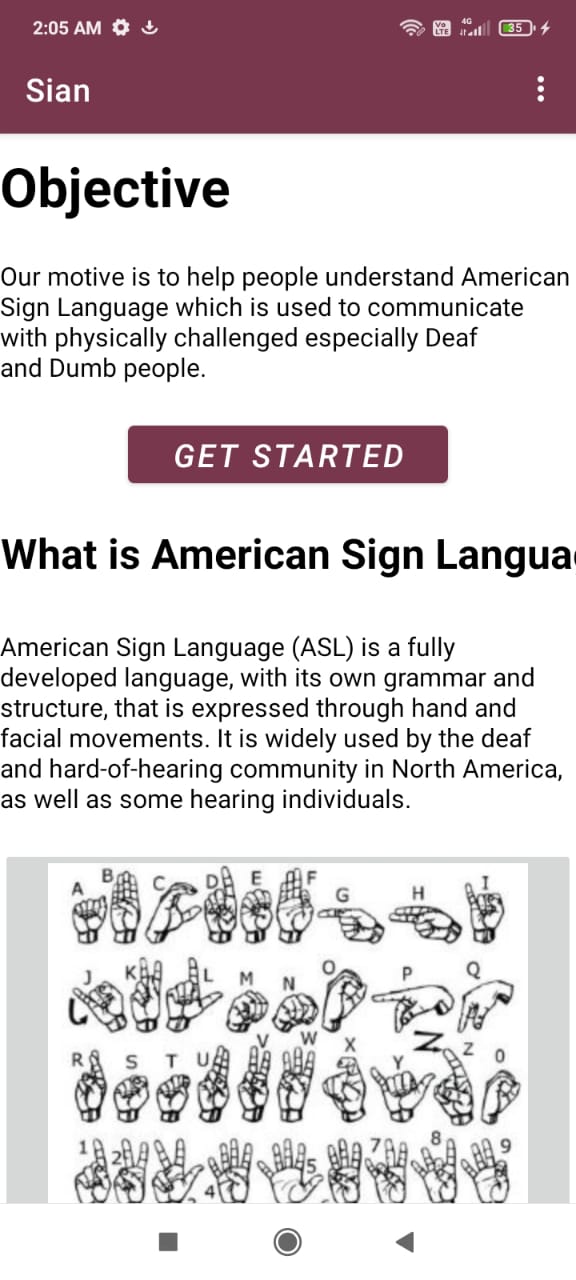 2:05 AM
Vo LTE 4G 35
Sian
Objective
Our motive is to help people understand American
Sign Language which is used to communicate
with physically challenged especially Deaf
and Dumb people.
GET STARTED
What is American Sign Langua
American Sign Language (ASL) is a fully
developed language, with its own grammar and
structure, that is expressed through hand and
facial movements. It is widely used by the deaf
and hard-of-hearing community in North America,
as well as some hearing individuals.
A B C D E F G H I
J K L M N O P Q
R S T U V W X Y Z Z 0
1 2 4 5 7 8 9